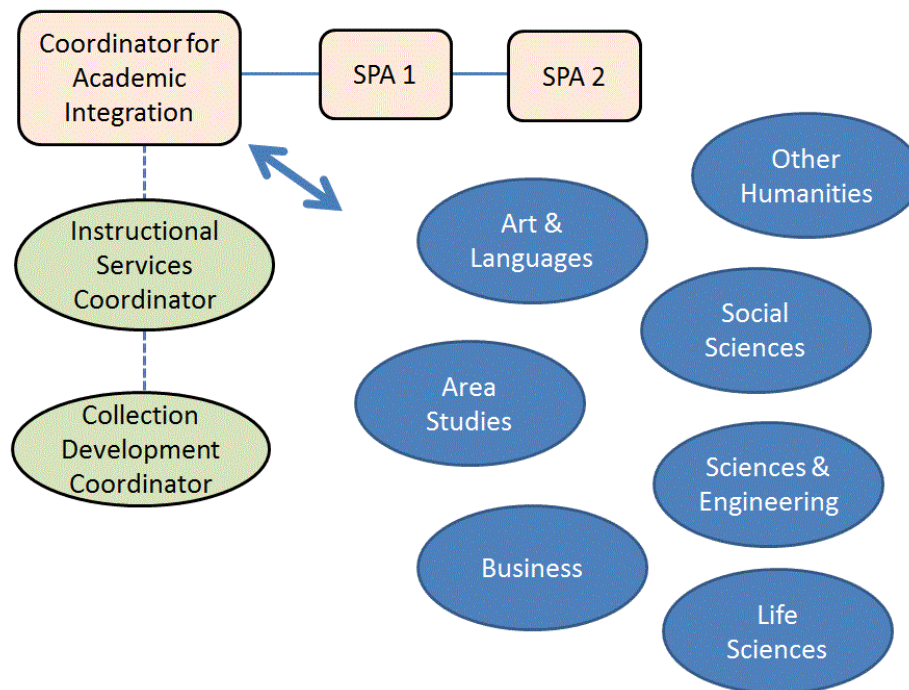 Coordinator for
Academic
Integration
SPA 1
SPA 2
Other
Humanities
Art &
Languages
Instructional
Services
Coordinator
Social
Sciences
Area
Studies
Collection
Development
Coordinator
Sciences &
Engineering
Business
Life
Sciences